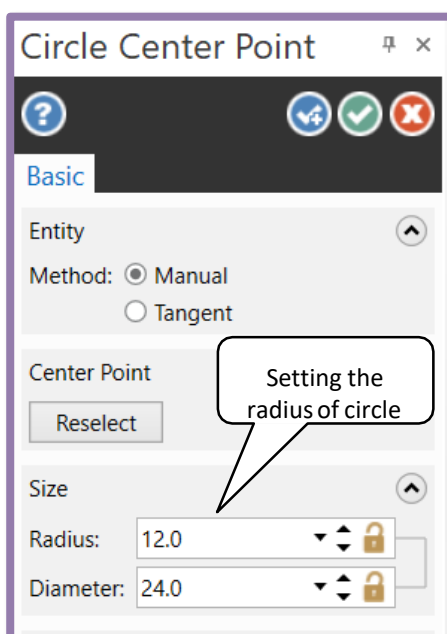 Circle Center Point
Basic
Entity
Method: Manual
Tangent
Center Point
Setting the
radius of circle
Reselect
Size
Radius: 12.0
Diameter: 24.0